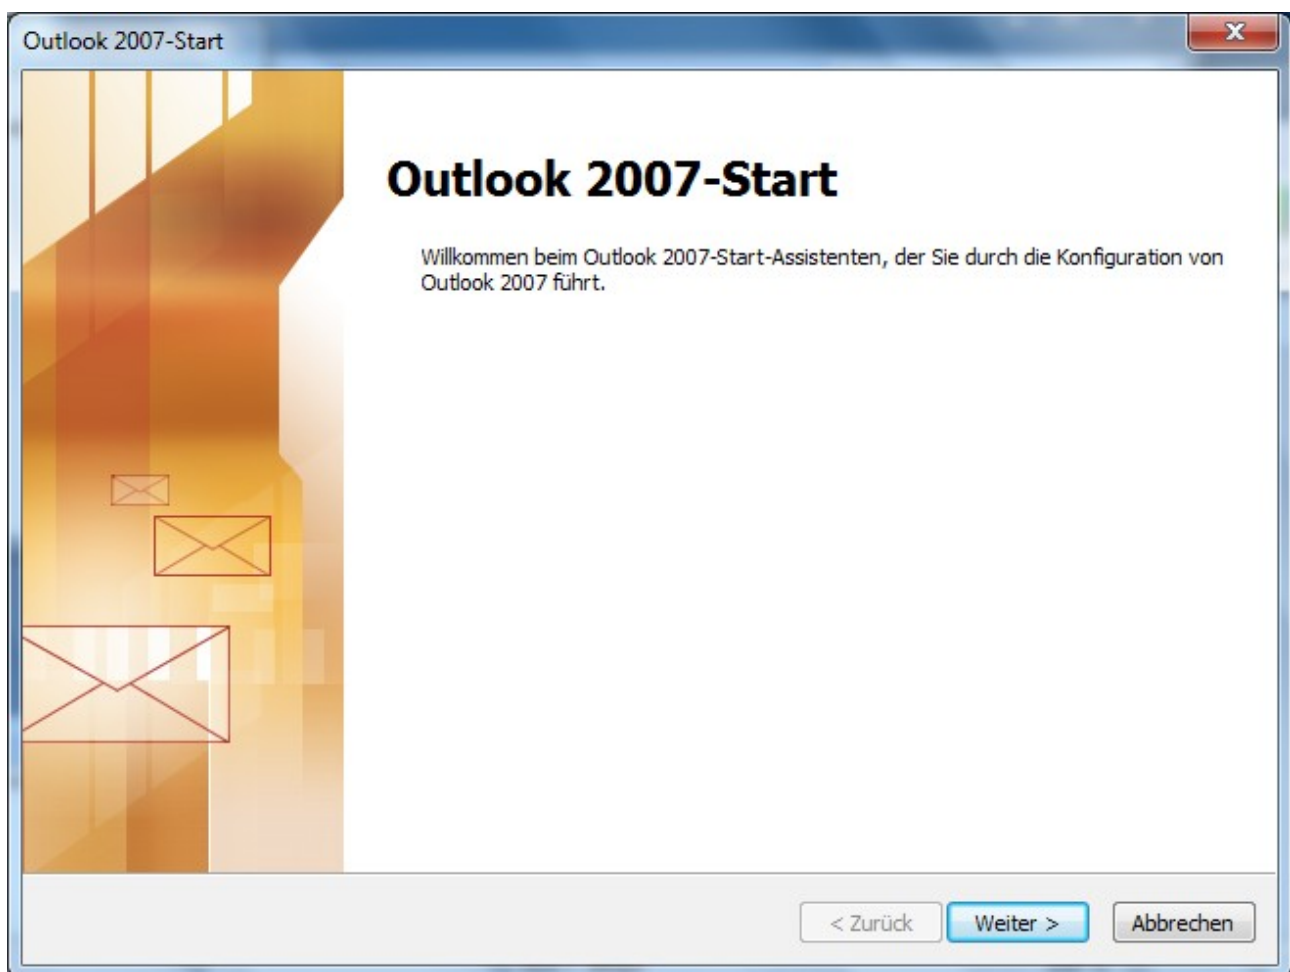 Outlook 2007-Start
Outlook 2007-Start
Willkommen beim Outlook 2007-Start-Assistenten, der Sie durch die Konfiguration von
Outlook 2007 führt.
< Zurück
Weiter >
Abbrechen